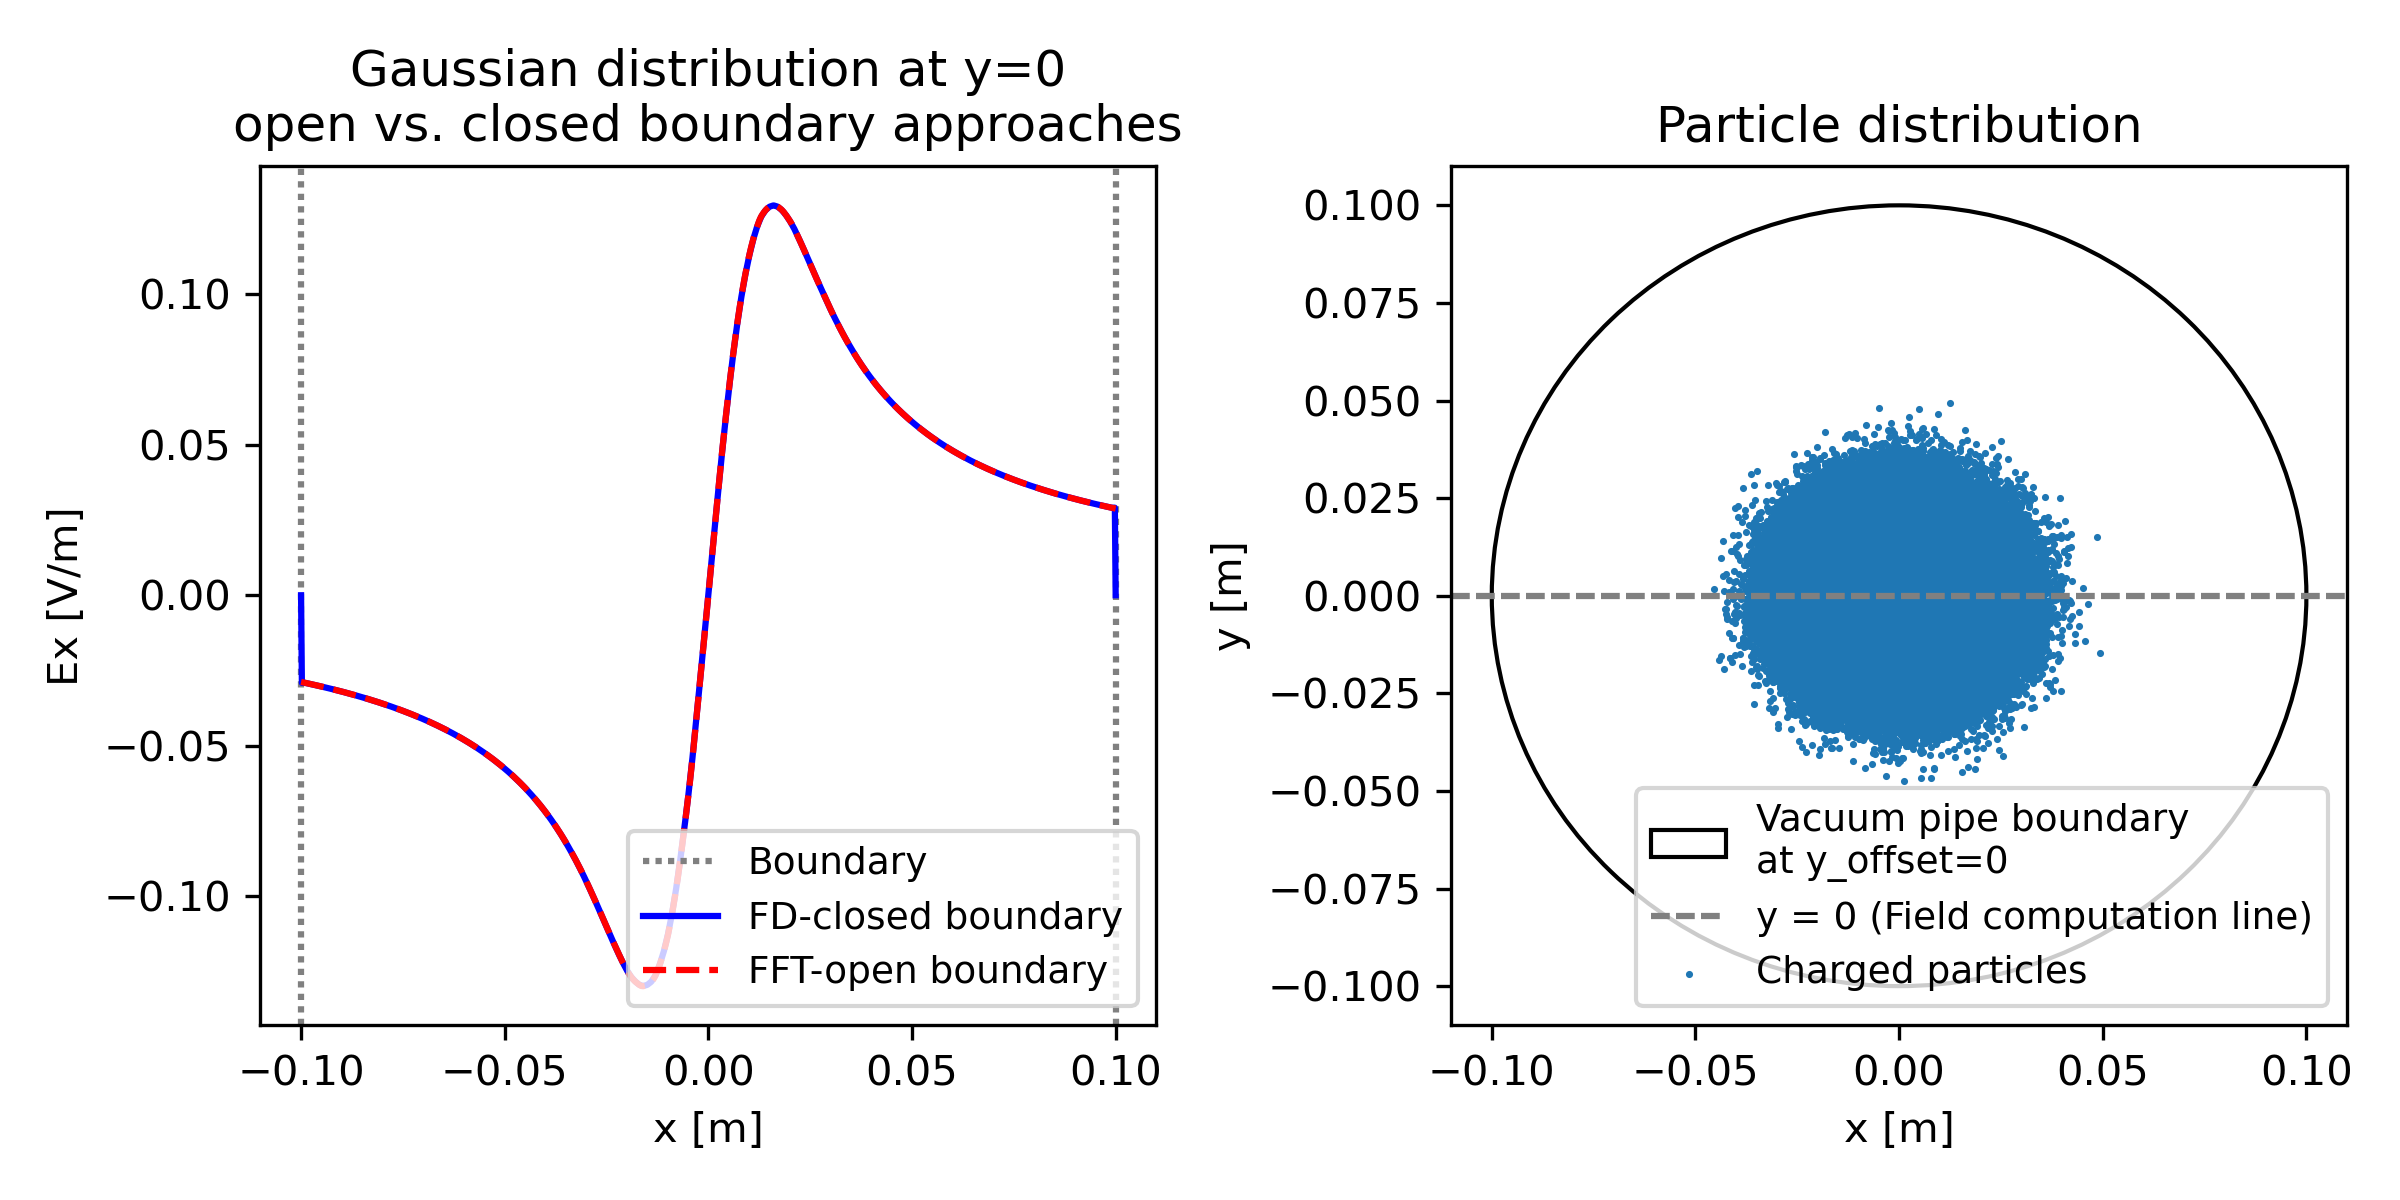 Gaussian distribution at y=0
open vs. closed boundary approaches
Ex [V/m]
0.10
0.05
0.00
−0.05
−0.10
−0.10
−0.05
0.00
0.05
0.10
x [m]
Boundary
FD-closed boundary
FFT-open boundary
Particle distribution
y [m]
0.100
0.075
0.050
0.025
0.000
−0.025
−0.050
−0.075
−0.100
−0.10
−0.05
0.00
0.05
0.10
x [m]
Vacuum pipe boundary
at y_offset=0
y = 0 (Field computation line)
Charged particles